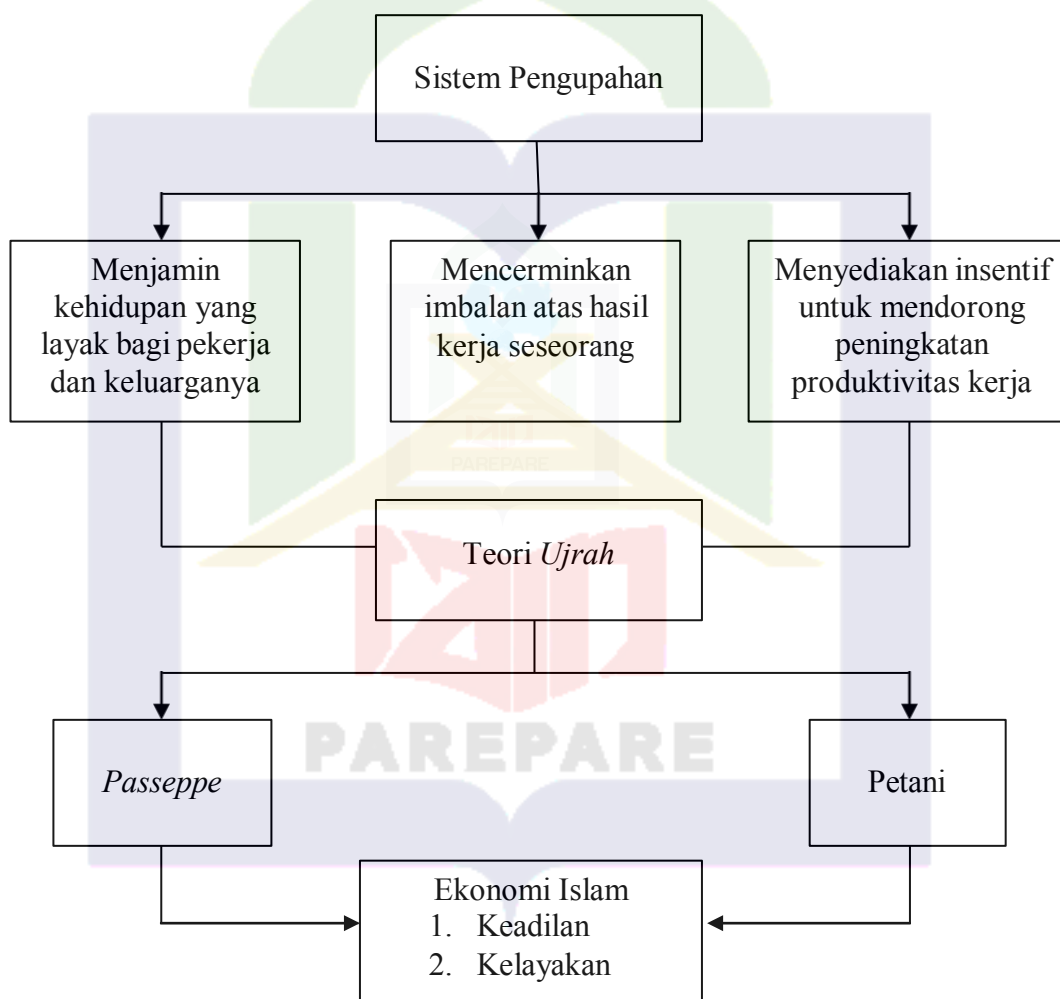 Sistem Pengupahan
Menjamin
kehidupan yang
layak bagi pekerja
dan keluarganya
Mencerminkan
imbalan atas hasil
kerja seseorang
Menyediakan insentif
untuk mendorong
peningkatan
produktivitas kerja
PAREPARE
Teori Ujrah
PAREPARE
Passeppe
Petani
Ekonomi Islam
1. Keadilan
2. Kelayakan